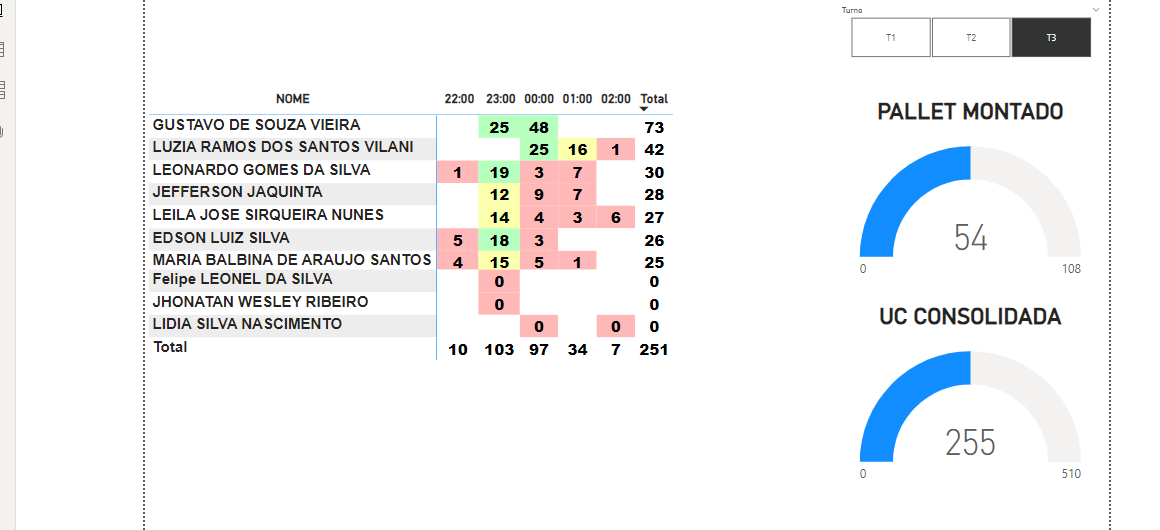 Turno
T1 T2 T3
NOME 22:00 23:00 00:00 01:00 02:00 Total
GUSTAVO DE SOUZA VIEIRA 25 48 73
LUZIA RAMOS DOS SANTOS VILANI 25 16 1 42
LEONARDO GOMES DA SILVA 1 19 3 7 30
JEFFERSON JAQUINTA 12 9 7 28
LEILA JOSE SIRQUEIRA NUNES 14 4 3 6 27
EDSON LUIZ SILVA 5 18 3 26
MARIA BALBINA DE ARAUJO SANTOS 4 15 5 1 25
Felipe LEONEL DA SILVA 0 0
JHONATAN WESLEY RIBEIRO 0 0
LIDIA SILVA NASCIMENTO 0 0 0
Total 10 103 97 34 7 251
PALLET MONTADO
54
0 108
UC CONSOLIDADA
255
0 510